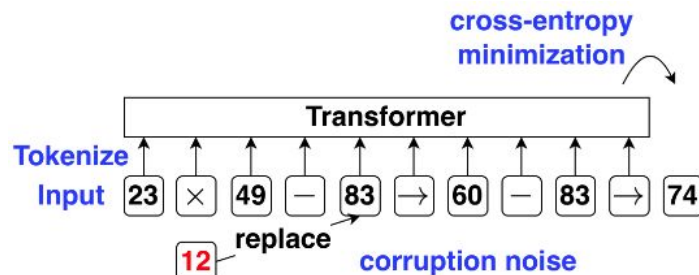 cross-entropy
minimization
Transformer
Tokenize
Input 23 × 49 − 83 → 60 − 83 → 74
replace
12 corruption noise